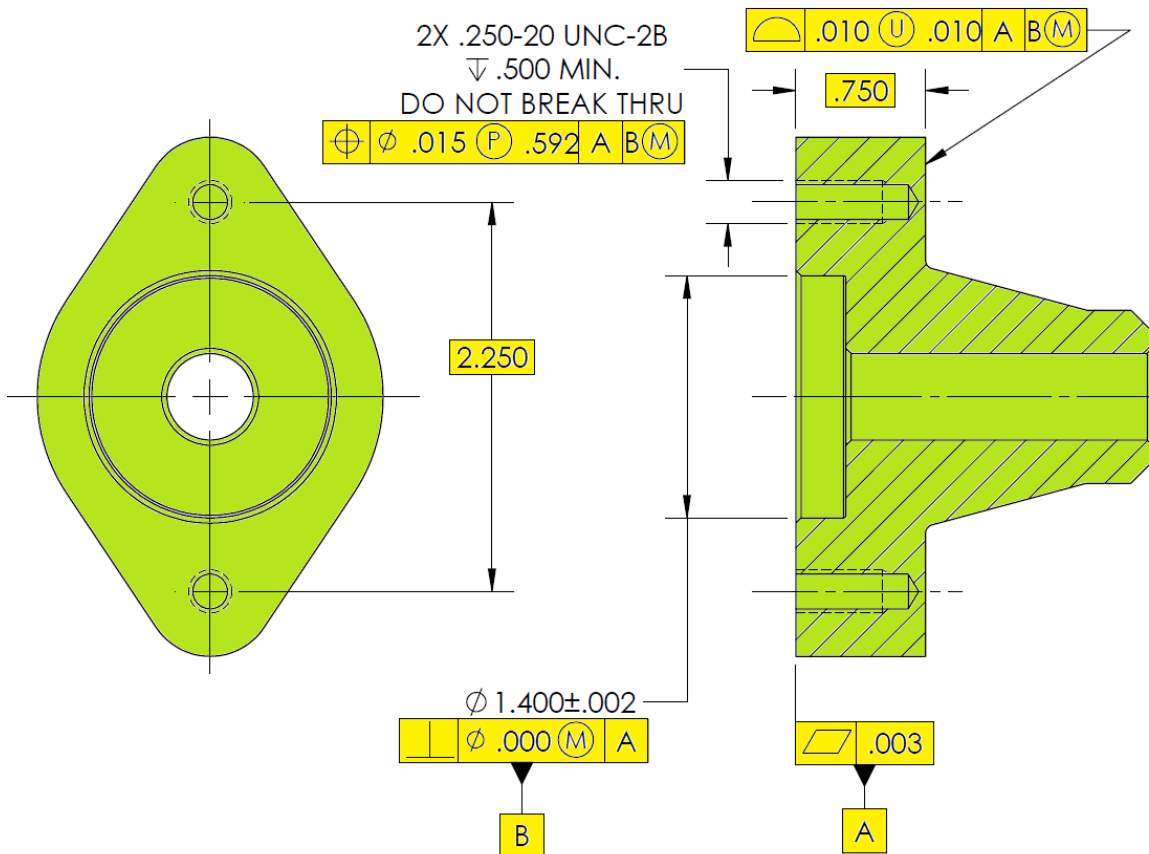 2X .250-20 UNC-2B
↧ .500 MIN.
DO NOT BREAK THRU
⌖ ⌀ .015 Ⓟ .592 A B Ⓜ
⌓ .010 Ⓤ .010 A B Ⓜ
.750
2.250
⌀ 1.400±.002
⟂ ⌀ .000 Ⓜ A
B
⏥ .003
A